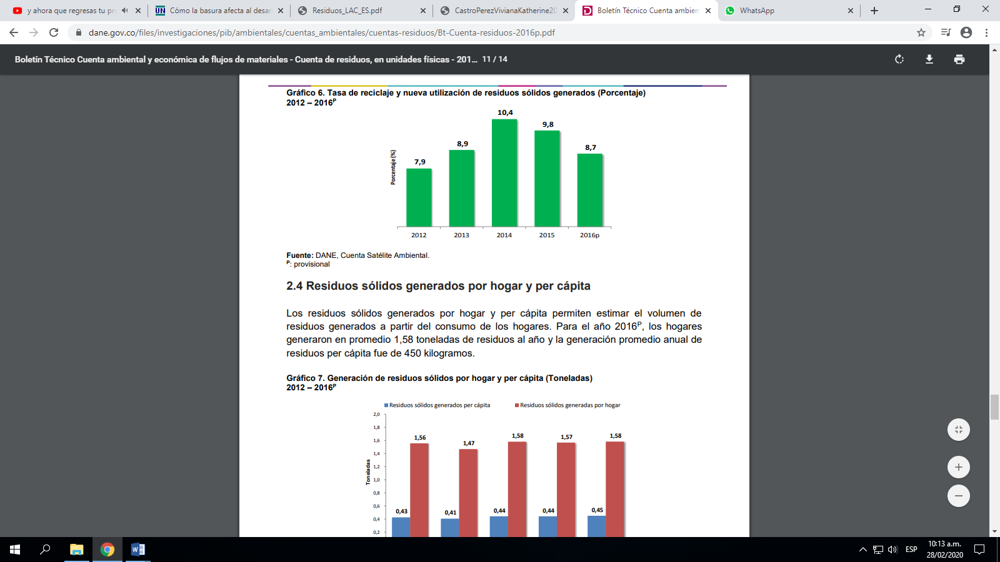 y ahora que regresas tu pr
Cómo la basura afecta al desar
Residuos_LAC_ES.pdf
CastroPerezVivianaKatherine20
Boletín Técnico Cuenta ambien
WhatsApp
dane.gov.co/files/investigaciones/pib/ambientales/cuentas_ambientales/cuentas-residuos/Bt-Cuenta-residuos-2016p.pdf
Boletín Técnico Cuenta ambiental y económica de flujos de materiales - Cuenta de residuos, en unidades físicas - 201... 11 / 14
Gráfico 6. Tasa de reciclaje y nueva utilización de residuos sólidos generados (Porcentaje)
2012 – 2016P
10,4
9,8
8,9
8,7
7,9
Porcentaje (%)
2012 2013 2014 2015 2016p
Fuente: DANE, Cuenta Satélite Ambiental.
P: provisional
2.4 Residuos sólidos generados por hogar y per cápita
Los residuos sólidos generados por hogar y per cápita permiten estimar el volumen de
residuos generados a partir del consumo de los hogares. Para el año 2016P, los hogares
generaron en promedio 1,58 toneladas de residuos al año y la generación promedio anual de
residuos per cápita fue de 450 kilogramos.
Gráfico 7. Generación de residuos sólidos por hogar y per cápita (Toneladas)
2012 – 2016P
Residuos sólidos generados per cápita Residuos sólidos generadas por hogar
2,0
1,8
1,6
1,4
1,2
1,0
0,8
0,6
0,4
0,2
Toneladas
1,56 1,47 1,58 1,57 1,58
0,43 0,41 0,44 0,44 0,45
ESP
10:13 a.m.
28/02/2020